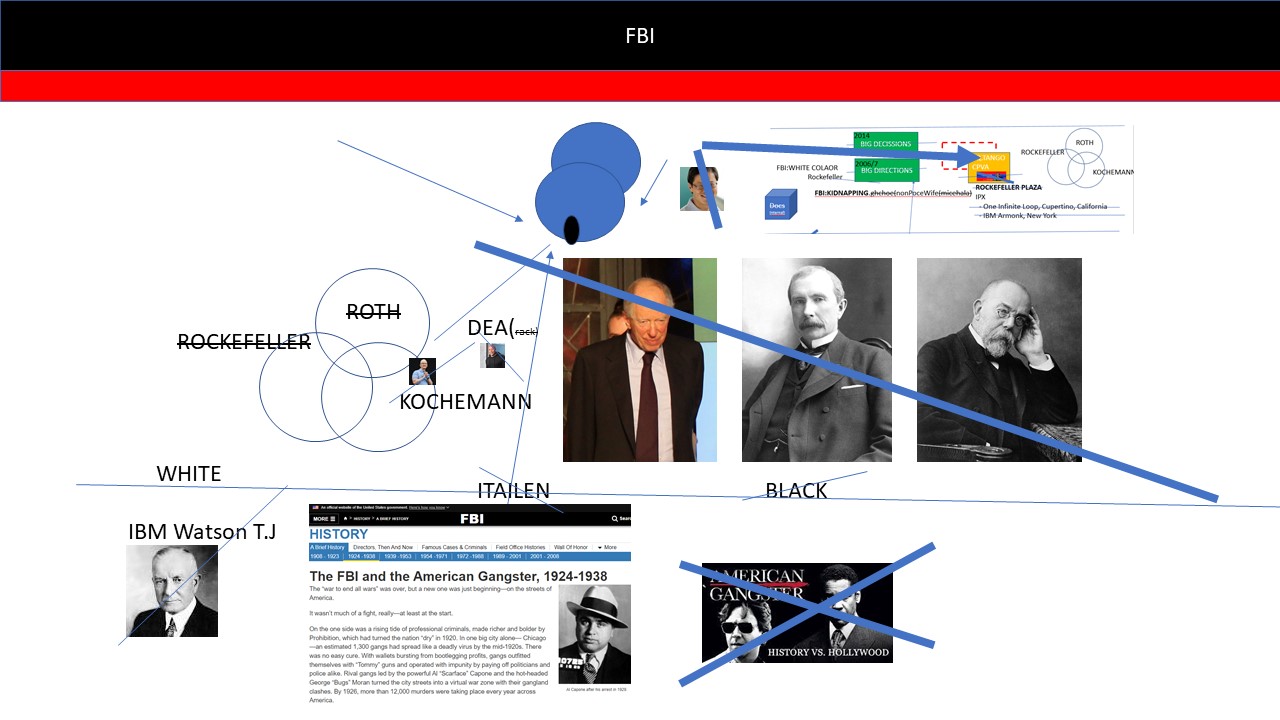 FBI
2014
BIG DECISSIONS
2006/7
BIG DIRECTIONS
FBI:WHITE COLAOR
Rockefeller
FBI:KIDNAPPING.ghchoe(nonPoceWife(micehala)
Docs
TANGO
CPVA
ROCKEFELLER PLAZA
IPX
- One Infinite Loop, Cupertino, California
- IBM Armonk, New York
ROTH
ROCKEFELLER
KOCHEMANN
ROTH
ROCKEFELLER
DEA(rack)
KOCHEMANN
WHITE
ITAILEN
BLACK
IBM Watson T.J
An official website of the United States government. Here's how you know
MORE
HISTORY > A BRIEF HISTORY
FBI
Sear
HISTORY
A Brief History Directors, Then And Now Famous Cases & Criminals Field Office Histories Wall Of Honor More
1908 - 1923 1924 -1938 1939 -1953 1954 -1971 1972 -1988 1989 - 2001 2001 - 2008
The FBI and the American Gangster, 1924-1938
The "war to end all wars" was over, but a new one was just beginning—on the streets of
America.
It wasn't much of a fight, really—at least at the start.
On the one side was a rising tide of professional criminals, made richer and bolder by
Prohibition, which had turned the nation "dry" in 1920. In one big city alone— Chicago
—an estimated 1,300 gangs had spread like a deadly virus by the mid-1920s. There
was no easy cure. With wallets bursting from bootlegging profits, gangs outfitted
themselves with "Tommy" guns and operated with impunity by paying off politicians and
police alike. Rival gangs led by the powerful Al "Scarface" Capone and the hot-headed
George "Bugs" Moran turned the city streets into a virtual war zone with their gangland
clashes. By 1926, more than 12,000 murders were taking place every year across
America.
Al Capone after his arrest in 1929
AMERICAN
GANGSTER
HISTORY VS. HOLLYWOOD